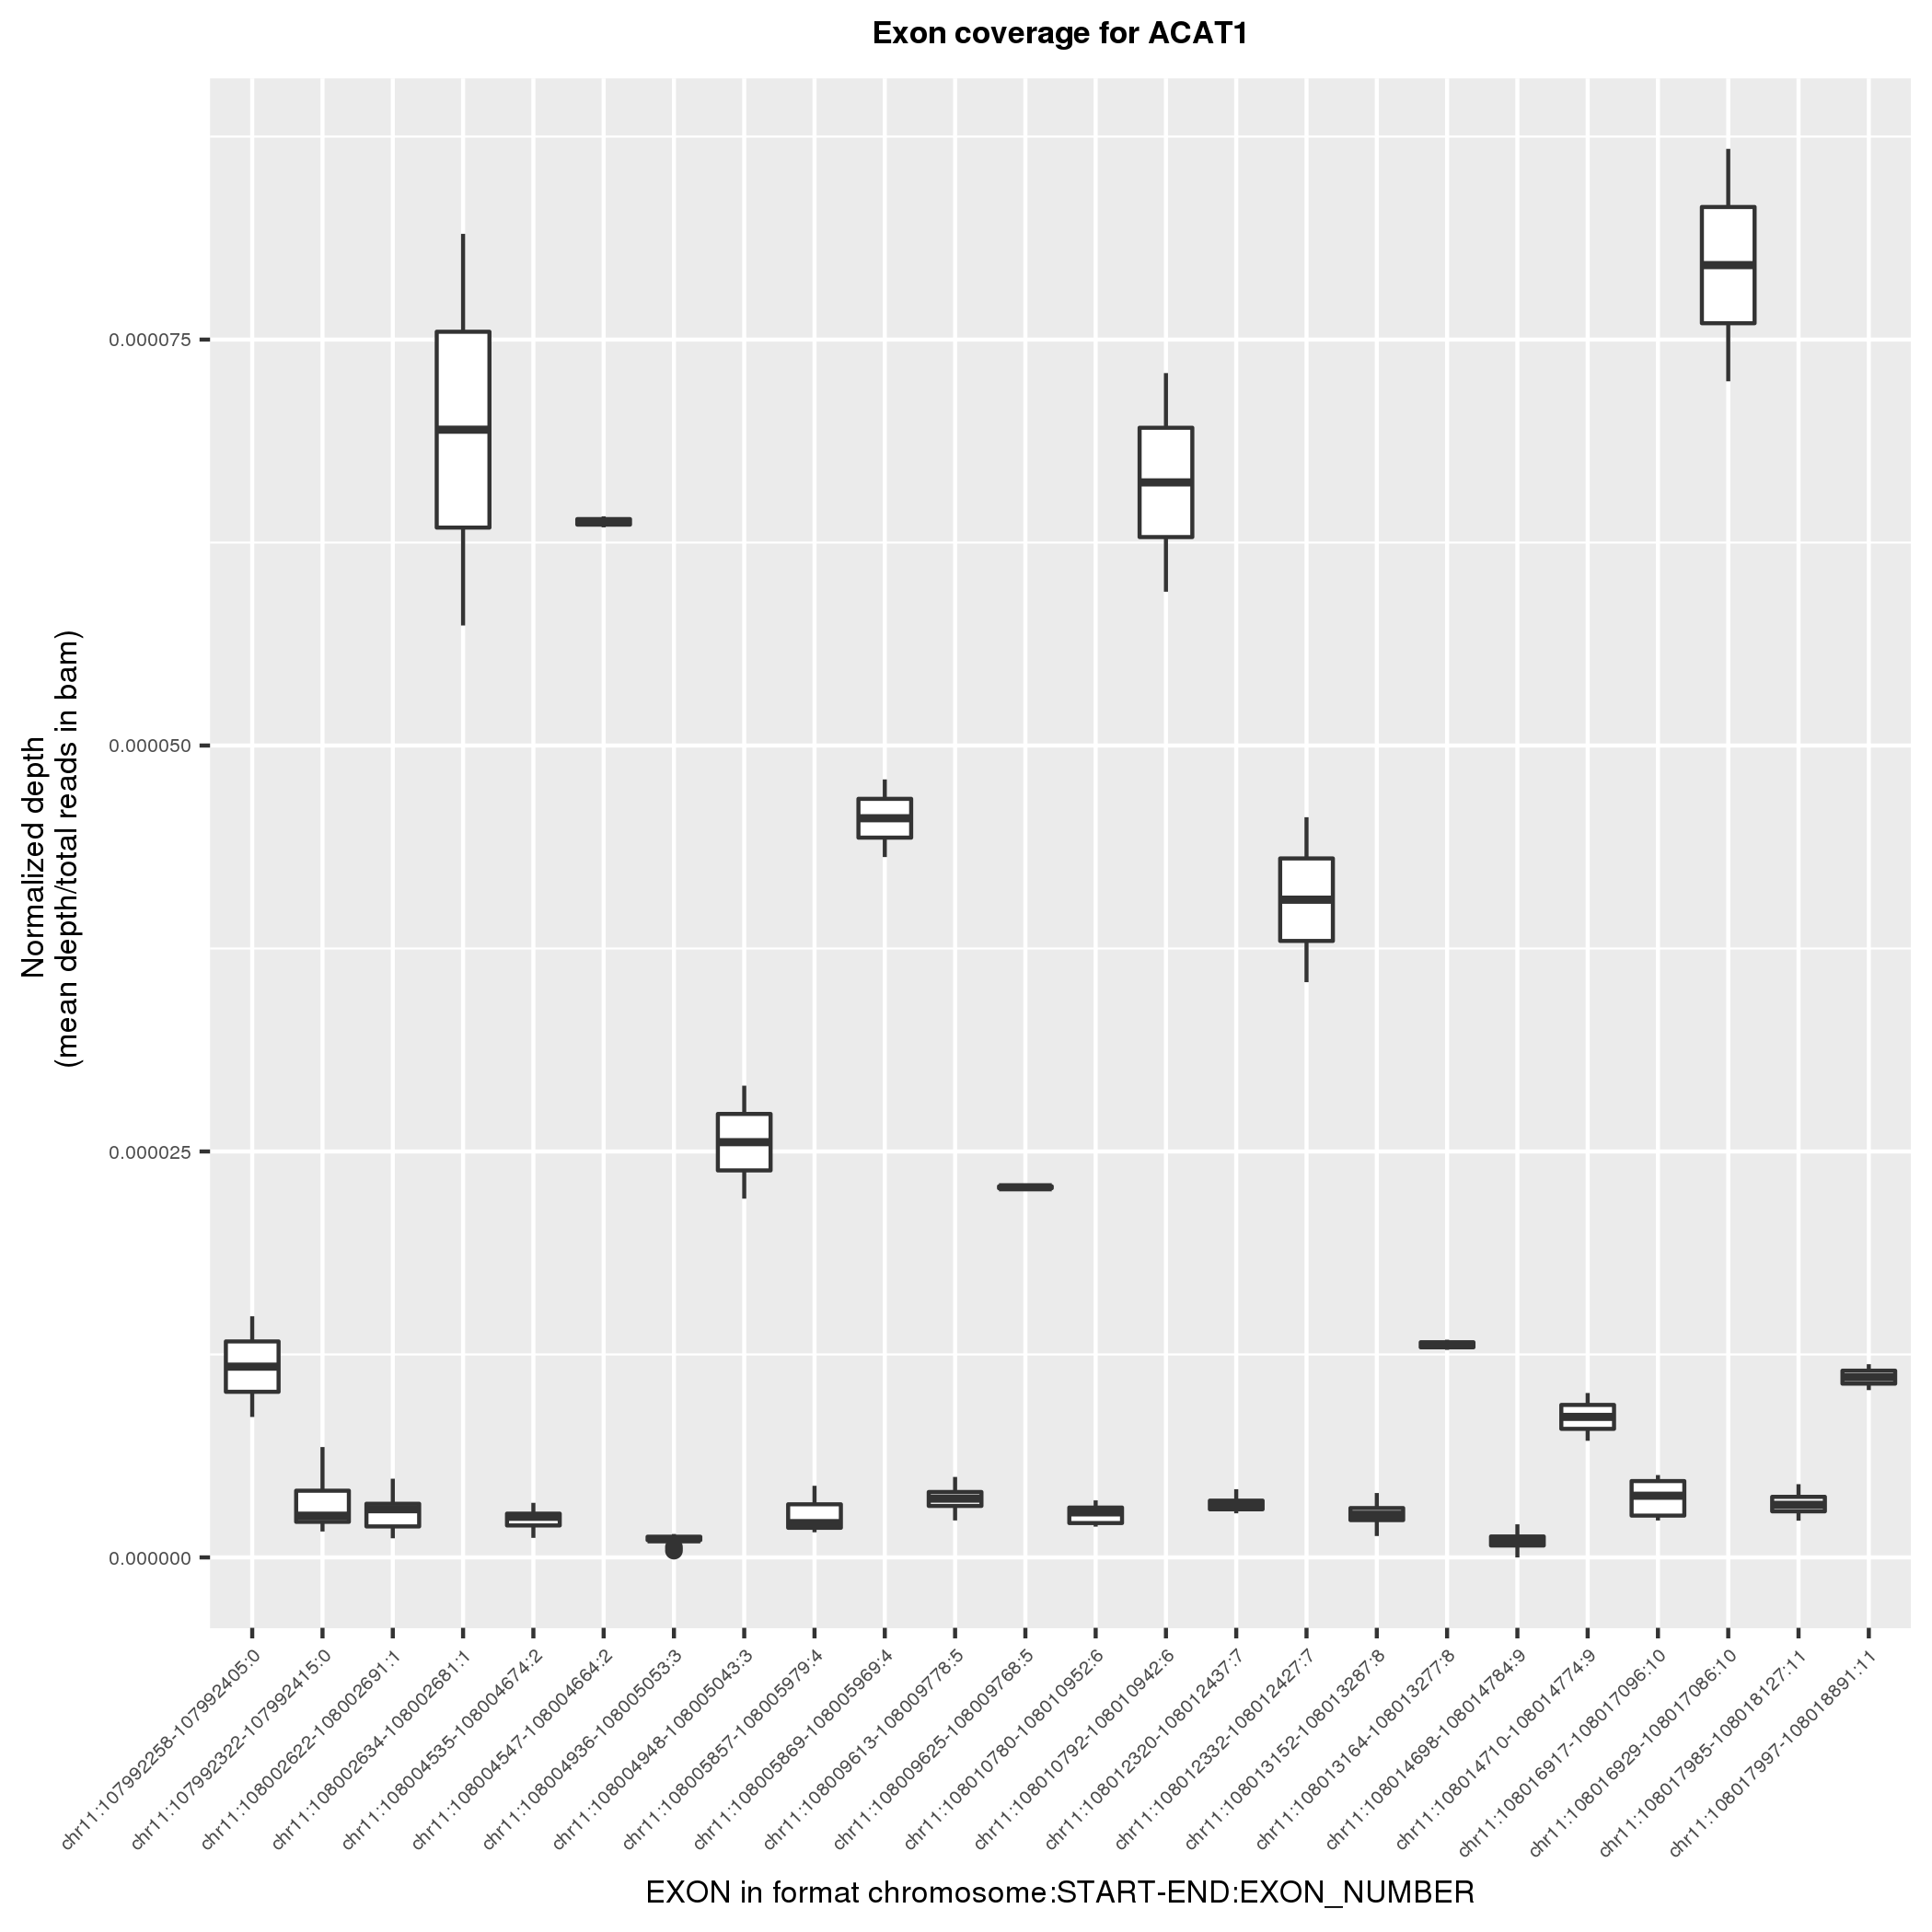 Exon coverage for ACAT1
Normalized depth
(mean depth/total reads in bam)
0.000075
0.000050
0.000025
0.000000
chr11:107992258-107992405:0
chr11:107992322-107992415:0
chr11:108002622-108002691:1
chr11:108002634-108002681:1
chr11:108004535-108004674:2
chr11:108004547-108004664:2
chr11:108004936-108005053:3
chr11:108004948-108005043:3
chr11:108005857-108005979:4
chr11:108005869-108005969:4
chr11:108009613-108009778:5
chr11:108009625-108009768:5
chr11:108010780-108010952:6
chr11:108010792-108010942:6
chr11:108012320-108012437:7
chr11:108012332-108012427:7
chr11:108013152-108013287:8
chr11:108013164-108013277:8
chr11:108014698-108014784:9
chr11:108014710-108014774:9
chr11:108016917-108017096:10
chr11:108016929-108017086:10
chr11:108017985-108018127:11
chr11:108017997-108018891:11
EXON in format chromosome:START-END:EXON_NUMBER